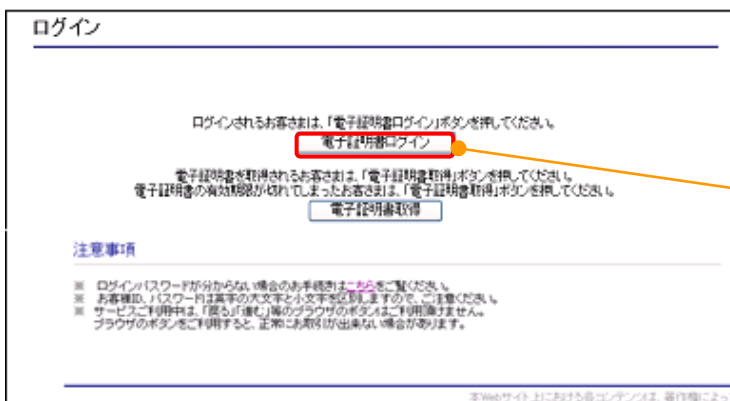 ログイン
ログインされるお客さまは、「電子証明書ログイン」ボタンを押してください。
電子証明書ログイン
電子証明書を取得されるお客さまは、「電子証明書取得」ボタンを押してください。
電子証明書の有効期限が切れてしまったお客さまは、「電子証明書取得」ボタンを押してください。
電子証明書取得
注意事項
※ ログインパスワードが分からない場合のお手続きはこちらをご覧ください。
※ お客様ID、パスワードは英字の大文字と小文字を区別しますので、ご注意ください。
※ サービスご利用中は、「戻る」「進む」等のブラウザのボタンはご利用頂けません。
ブラウザのボタンをご利用すると、正常にお取引が出来ない場合があります。
本Webサイト上における各コンテンツは、著作権によっ